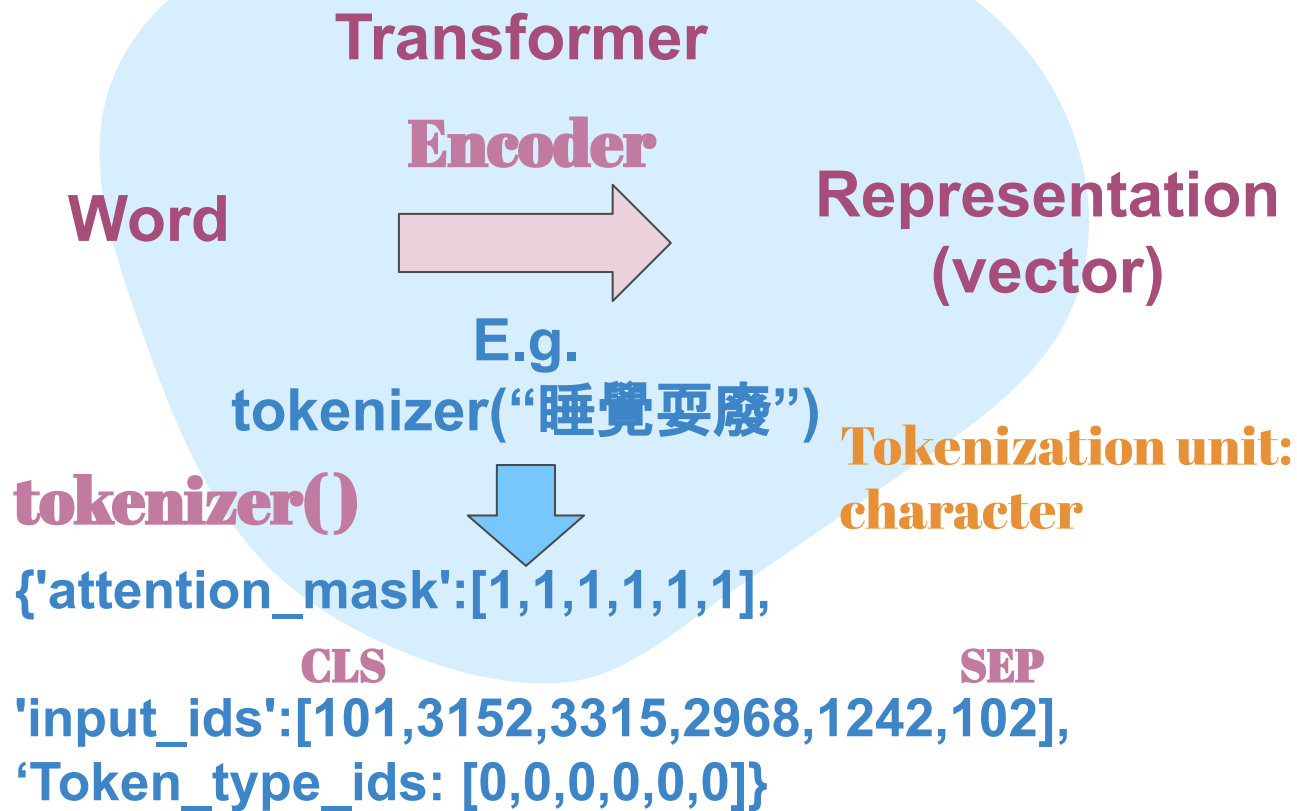 Transformer
Encoder
Word
Representation
(vector)
E.g.
tokenizer(“睡覺耍廢”)
Tokenization unit:
character
tokenizer()
{'attention_mask':[1,1,1,1,1,1],
CLS
SEP
'input_ids':[101,3152,3315,2968,1242,102],
‘Token_type_ids: [0,0,0,0,0,0]}